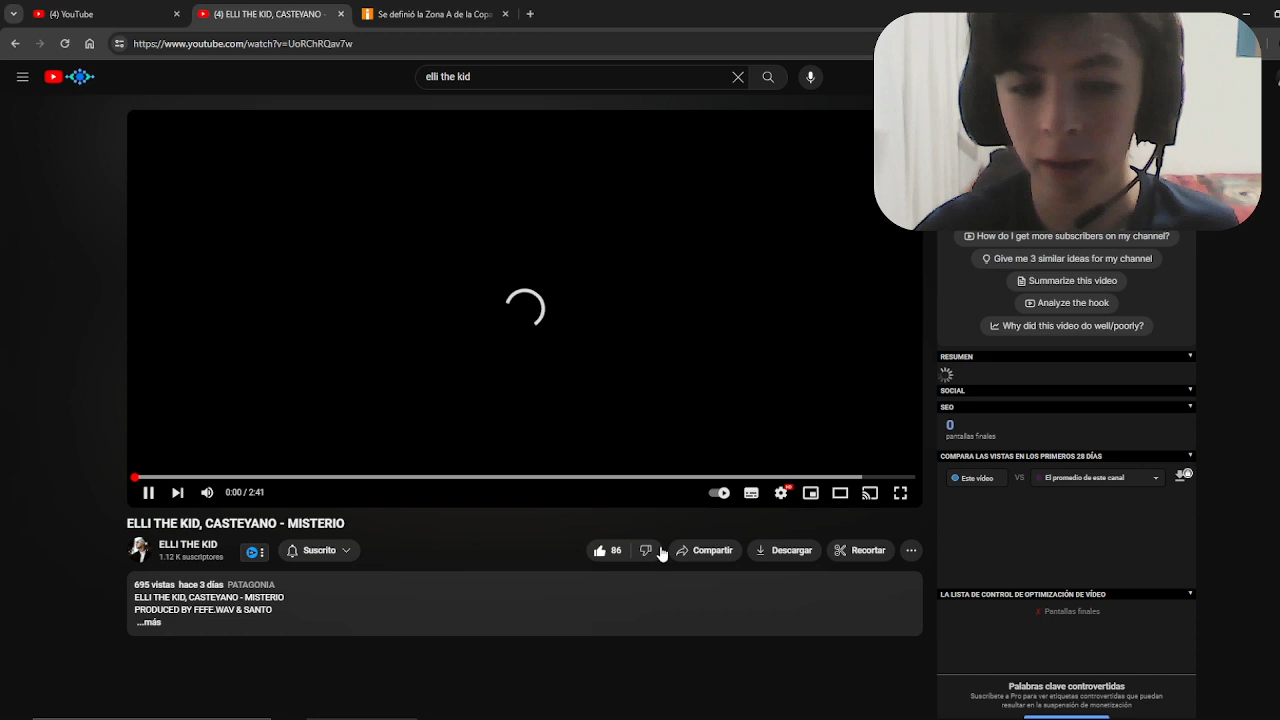 (4) YouTube
(4) ELLI THE KID, CASTEYANO -
Se definió la Zona A de la Copa
https://www.youtube.com/watch?v=UoRChRQav7w
elli the kid
How do I get more subscribers on my channel?
Give me 3 similar ideas for my channel
Summarize this video
Analyze the hook
Why did this video do well/poorly?
RESUMEN
SOCIAL
SEO
0
pantallas finales
COMPARA LAS VISTAS EN LOS PRIMEROS 28 DÍAS
Este vídeo VS El promedio de este canal
HD
0:00 / 2:41
ELLI THE KID, CASTEYANO - MISTERIO
ELLI THE KID
1.12 K suscriptores
Suscrito
86
Compartir
Descargar
Recortar
695 vistas hace 3 días PATAGONIA
ELLI THE KID, CASTEYANO - MISTERIO
PRODUCED BY FEFE.WAV & SANTO
...más
LA LISTA DE CONTROL DE OPTIMIZACIÓN DE VÍDEO
X Pantallas finales
Palabras clave controvertidas
Suscríbete a Pro para ver etiquetas controvertidas que puedan
resultar en la suspensión de monetización